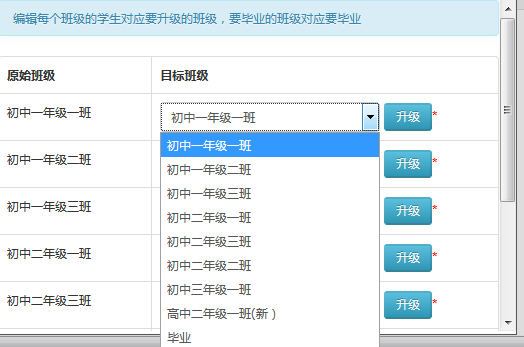 编辑每个班级的学生对应要升级的班级，要毕业的班级对应要毕业
原始班级 目标班级
初中一年级一班 初中一年级一班 升级 *
初中一年级一班
初中一年级二班 初中一年级二班 升级 *
初中一年级三班
初中一年级三班 初中二年级一班 升级 *
初中二年级三班
初中二年级一班 初中二年级二班 升级 *
初中三年级一班
初中二年级三班 高中二年级一班(新 ) 升级 *
毕业